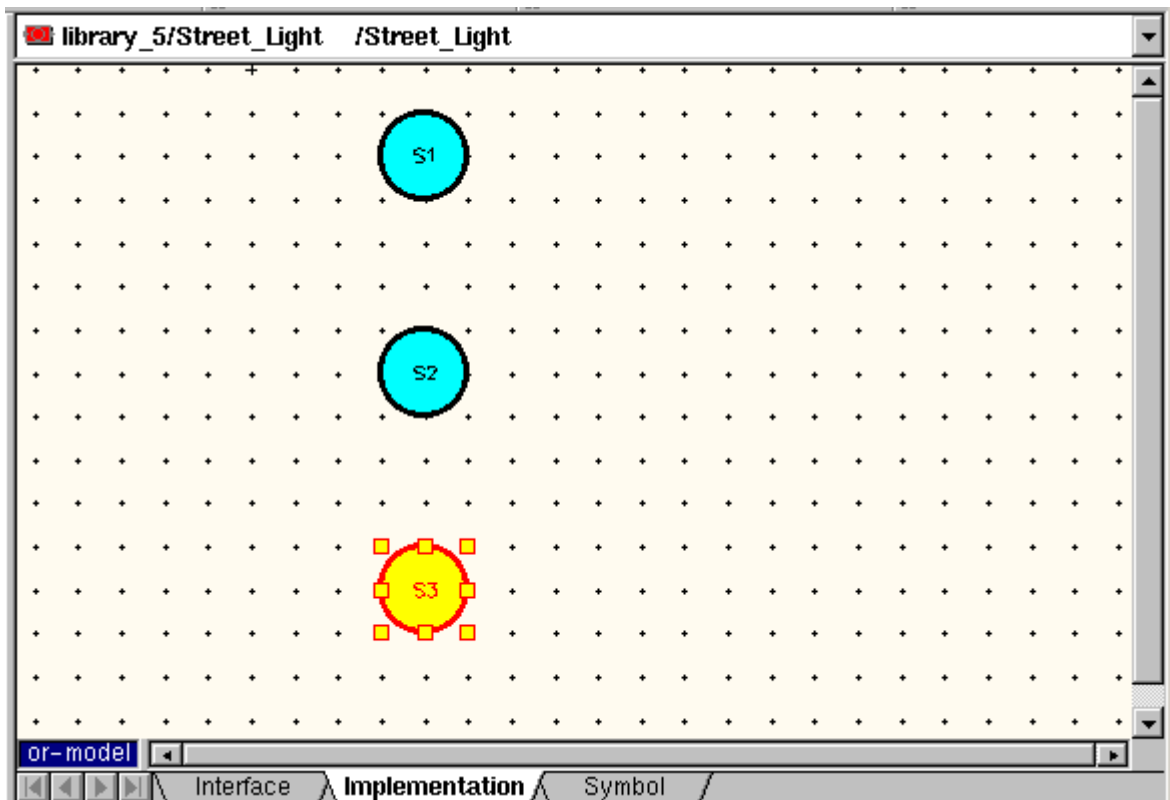 library_5/Street_Light /Street_Light
S1
S2
S3
or-model
Interface Implementation Symbol